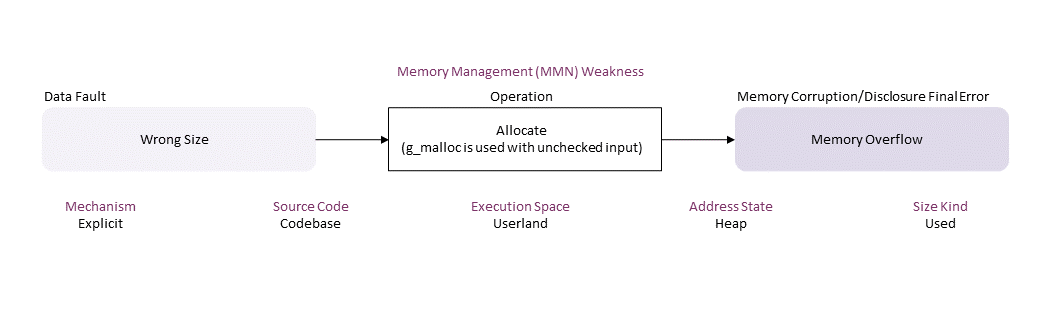 Memory Management (MMN) Weakness
Data Fault
Operation
Memory Corruption/Disclosure Final Error
Wrong Size
Allocate
(g_malloc is used with unchecked input)
Memory Overflow
Mechanism
Explicit
Source Code
Codebase
Execution Space
Userland
Address State
Heap
Size Kind
Used